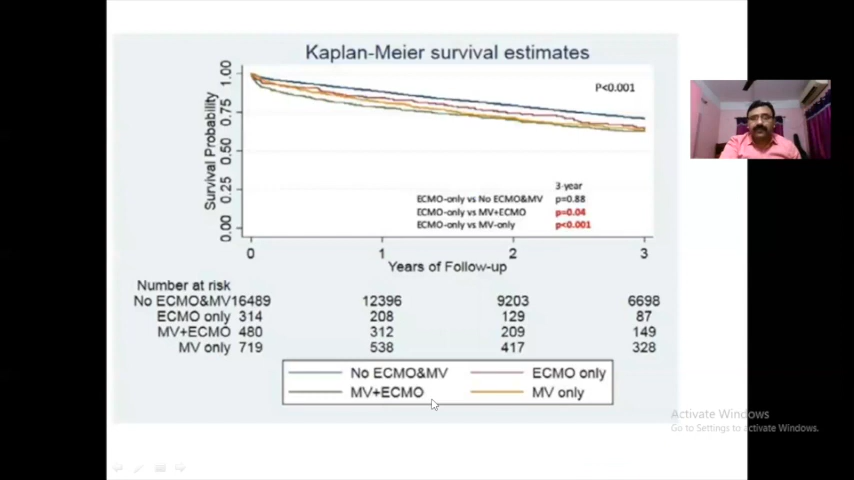 Kaplan-Meier survival estimates
P<0.001
Survival Probability
1.00
0.75
0.50
0.25
0.00
3-year
ECMO-only vs No ECMO&MV p=0.88
ECMO-only vs MV+ECMO p=0.04
ECMO-only vs MV-only p<0.001
0 1 2 3
Years of Follow-up
Number at risk
No ECMO&MV 16489 12396 9203 6698
ECMO only 314 208 129 87
MV+ECMO 480 312 209 149
MV only 719 538 417 328
No ECMO&MV ECMO only
MV+ECMO MV only
Activate Windows
Go to Settings to activate Windows.